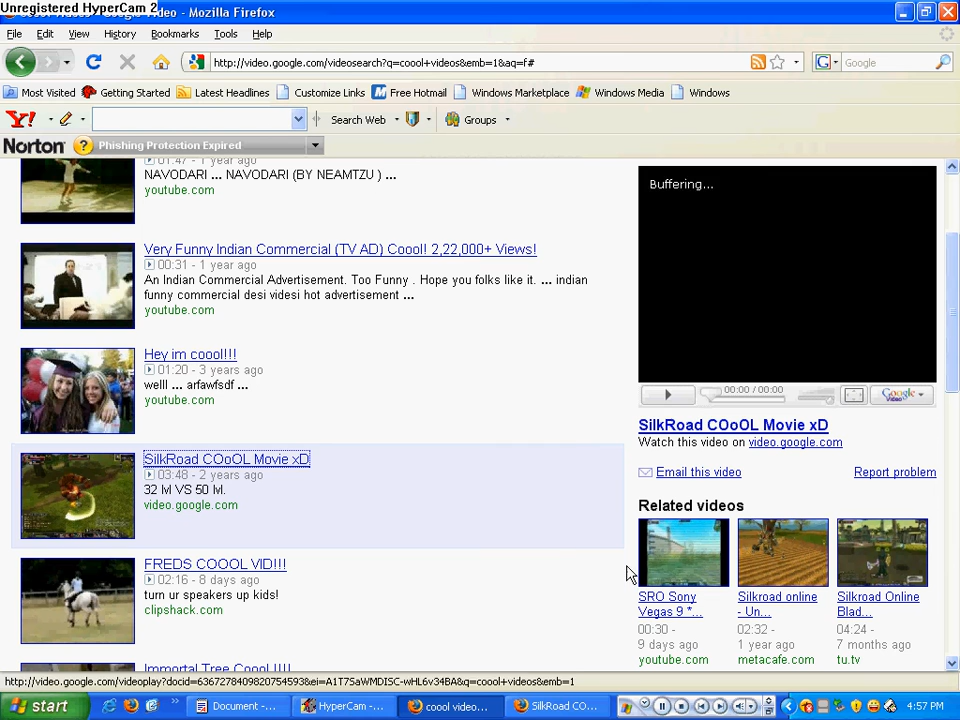 Unregistered HyperCam 2
Video - Mozilla Firefox
File Edit View History Bookmarks Tools Help
http://video.google.com/videosearch?q=coool+videos&emb=1&aq=f#
Google
Most Visited Getting Started Latest Headlines Customize Links Free Hotmail Windows Marketplace Windows Media Windows
Y! Search Web Groups
Norton Phishing Protection Expired
01:47 - 1 year ago
NAVODARI ... NAVODARI (BY NEAMTZU ) ...
youtube.com
Very Funny Indian Commercial (TV AD) Coool! 2,22,000+ Views!
00:31 - 1 year ago
An Indian Commercial Advertisement. Too Funny . Hope you folks like it. ... indian
funny commercial desi videsi hot advertisement ...
youtube.com
Hey im coool!!!
01:20 - 3 years ago
welll ... arfawfsdf ...
youtube.com
SilkRoad COoOL Movie xD
03:48 - 2 years ago
32 lvl VS 50 lvl.
video.google.com
FREDS COOOL VID!!!
02:16 - 8 days ago
turn ur speakers up kids!
clipshack.com
Immortal Tree Coool !!!!
Buffering...
00:00 / 00:00
Google
Video
SilkRoad COoOL Movie xD
Watch this video on video.google.com
Email this video Report problem
Related videos
SRO Sony
Vegas 9 *...
00:30 -
9 days ago
youtube.com
Silkroad online
- Un...
02:32 -
1 year ago
metacafe.com
Silkroad Online
Blad...
04:24 -
7 months ago
tu.tv
http://video.google.com/videoplay?docid=6367278409820754593&ei=A1T75aWMDISC-wHL6v34BA&q=coool+videos&emb=1
start Document -... HyperCam -... coool video... SilkRoad CO... 4:57 PM